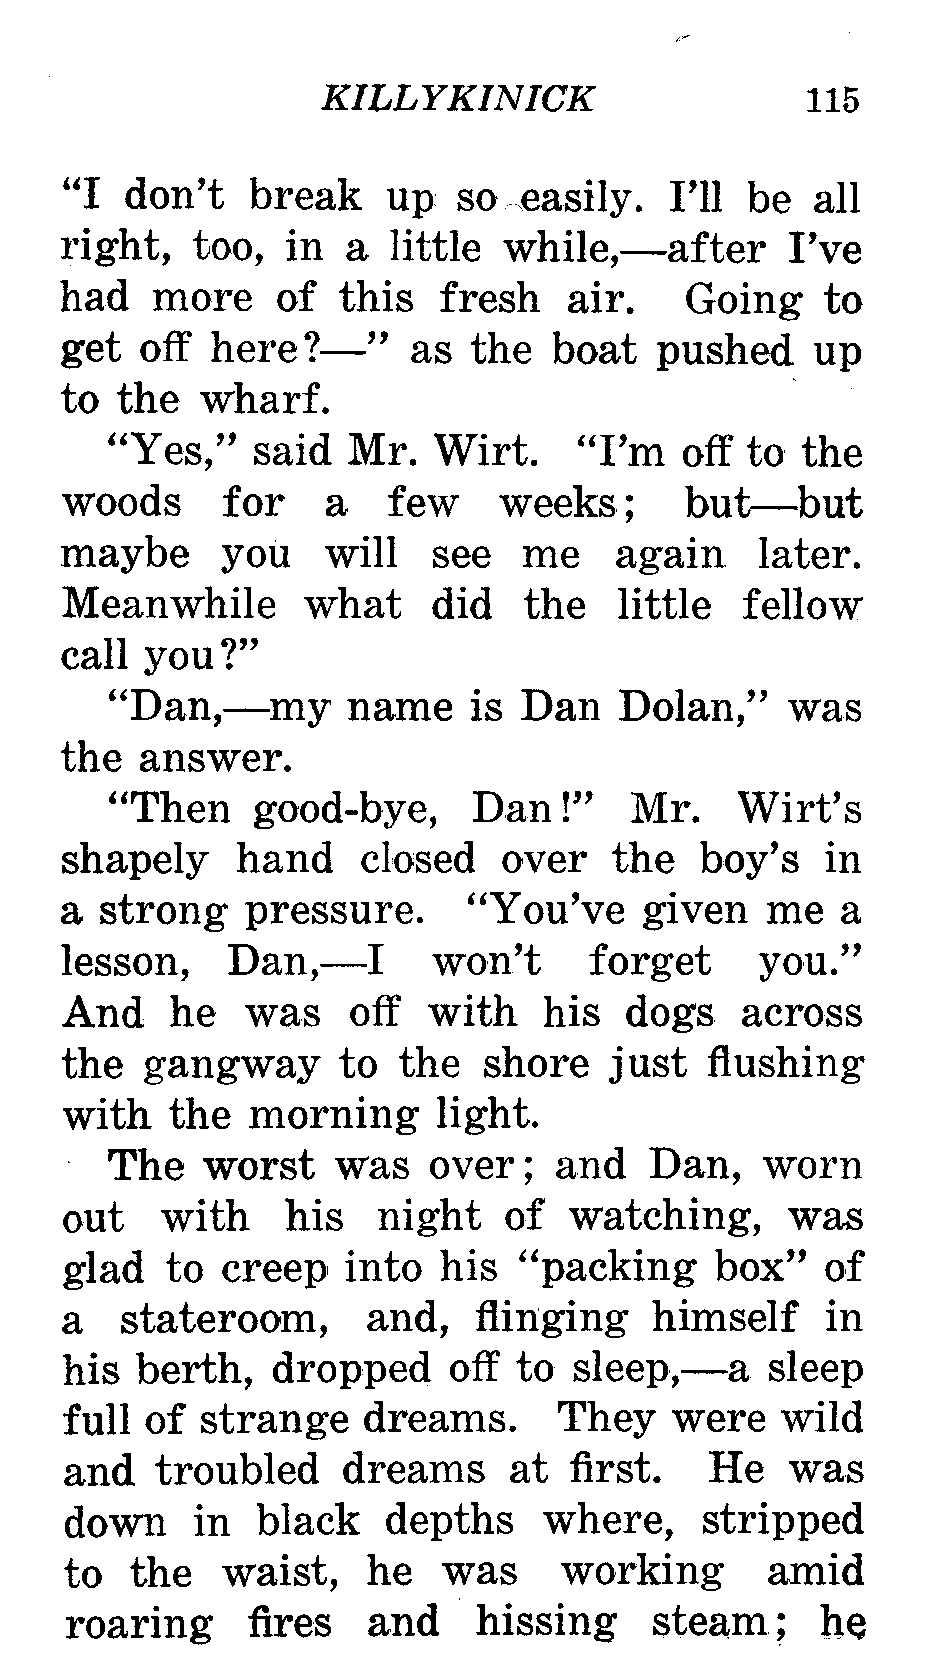 KILLYKINICK 115
“I don’t break up so easily. I’ll be all
right, too, in a little while,—after I’ve
had more of this fresh air. Going to
get off here?—” as the boat pushed up
to the wharf.
“Yes,” said Mr. Wirt. “I’m off to the
woods for a few weeks; but—but
maybe you will see me again later.
Meanwhile what did the little fellow
call you?”
“Dan,—my name is Dan Dolan,” was
the answer.
“Then good-bye, Dan!” Mr. Wirt’s
shapely hand closed over the boy’s in
a strong pressure. “You’ve given me a
lesson, Dan,—I won’t forget you.”
And he was off with his dogs across
the gangway to the shore just flushing
with the morning light.
The worst was over; and Dan, worn
out with his night of watching, was
glad to creep into his “packing box” of
a stateroom, and, flinging himself in
his berth, dropped off to sleep,—a sleep
full of strange dreams. They were wild
and troubled dreams at first. He was
down in black depths where, stripped
to the waist, he was working amid
roaring fires and hissing steam; he